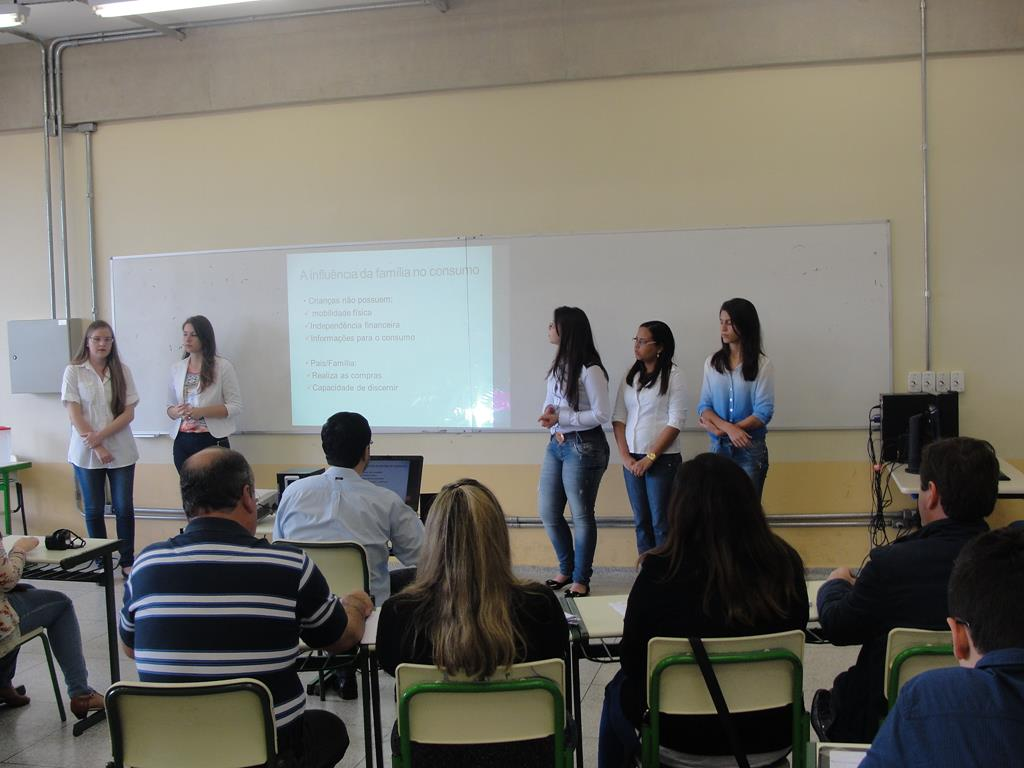 A influência da família no consumo
• Crianças não possuem:
✓ mobilidade física
✓Independência financeira
✓Informações para o consumo
• Pais/Família:
✓Realiza as compras
✓Capacidade de discernir